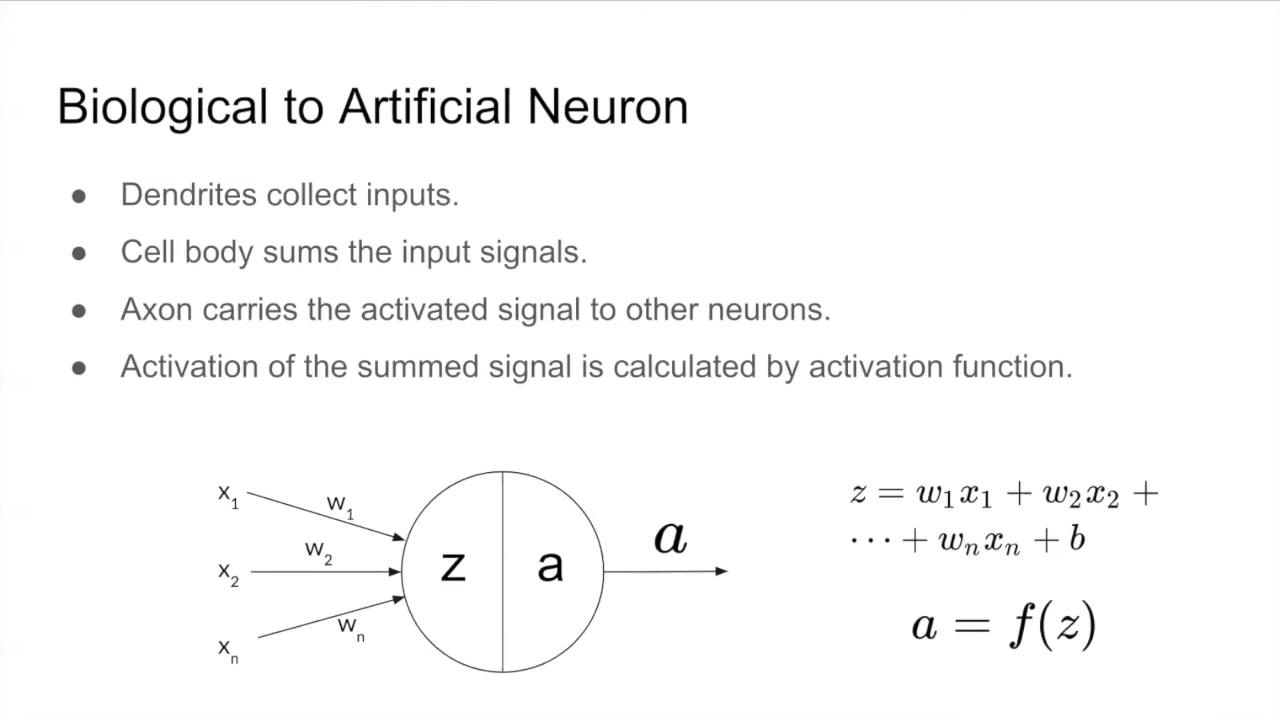 Biological to Artificial Neuron
● Dendrites collect inputs.
● Cell body sums the input signals.
● Axon carries the activated signal to other neurons.
● Activation of the summed signal is calculated by activation function.
x₁
w₁
x₂
w₂
xₙ
wₙ
z
a
a
z = w₁x₁ + w₂x₂ +
⋯ + wₙxₙ + b
a = f(z)